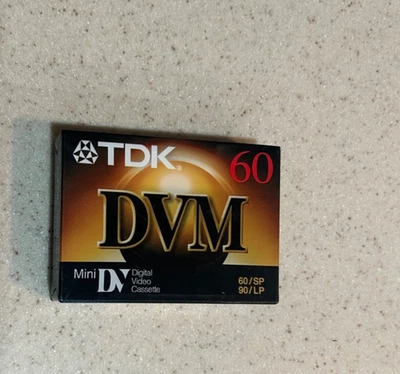 TDK 60
DVM
Mini DV Digital
Video
Cassette
60/SP
90/LP